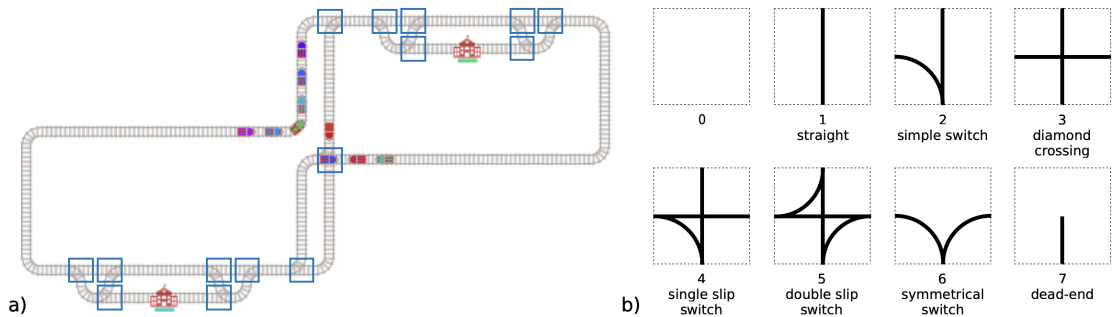 0
1
straight
2
simple switch
3
diamond
crossing
4
single slip
switch
5
double slip
switch
6
symmetrical
switch
7
dead-end
a)
b)